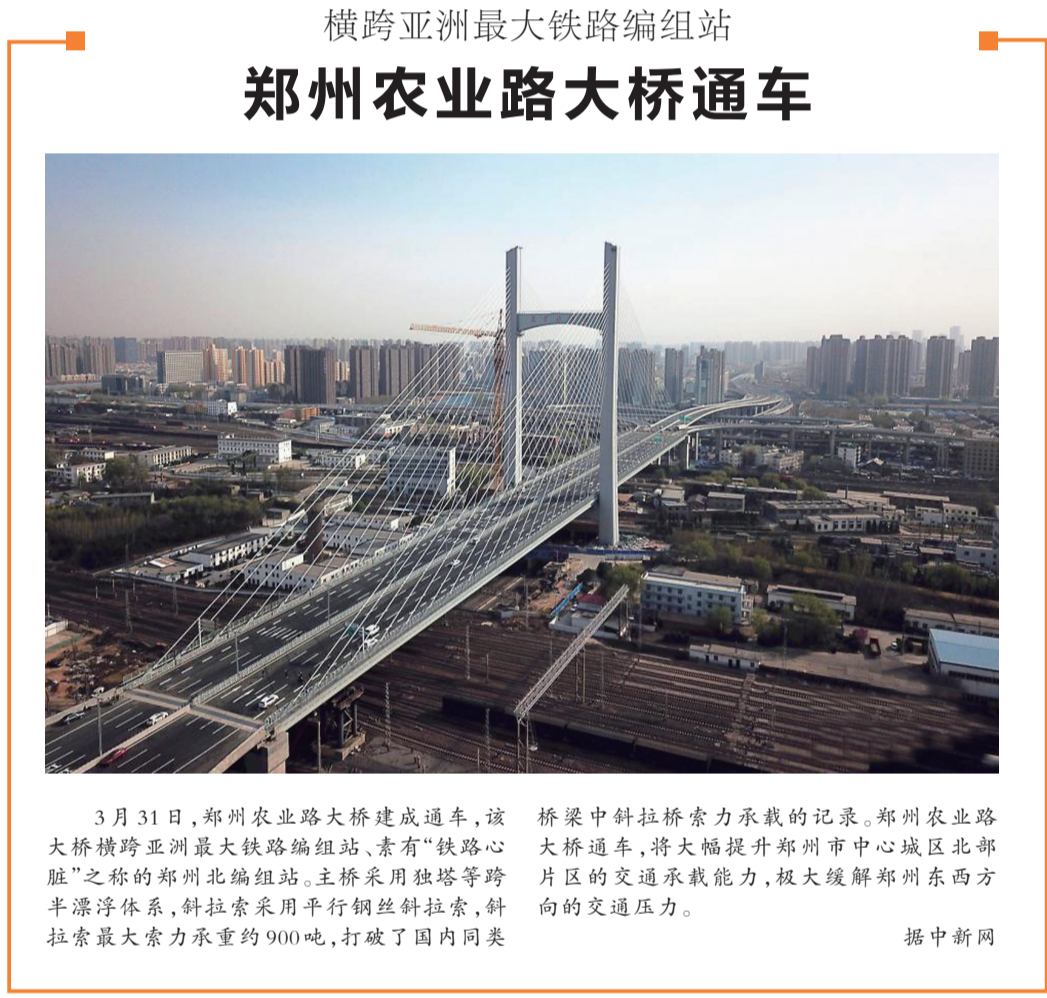 横跨亚洲最大铁路编组站
郑州农业路大桥通车
3月31日,郑州农业路大桥建成通车,该
大桥横跨亚洲最大铁路编组站、素有“铁路心
脏”之称的郑州北编组站。主桥采用独塔等跨
半漂浮体系,斜拉索采用平行钢丝斜拉索,斜
拉索最大索力承重约900吨,打破了国内同类
桥梁中斜拉桥索力承载的记录。郑州农业路
大桥通车,将大幅提升郑州市中心城区北部
片区的交通承载能力,极大缓解郑州东西方
向的交通压力。
据中新网